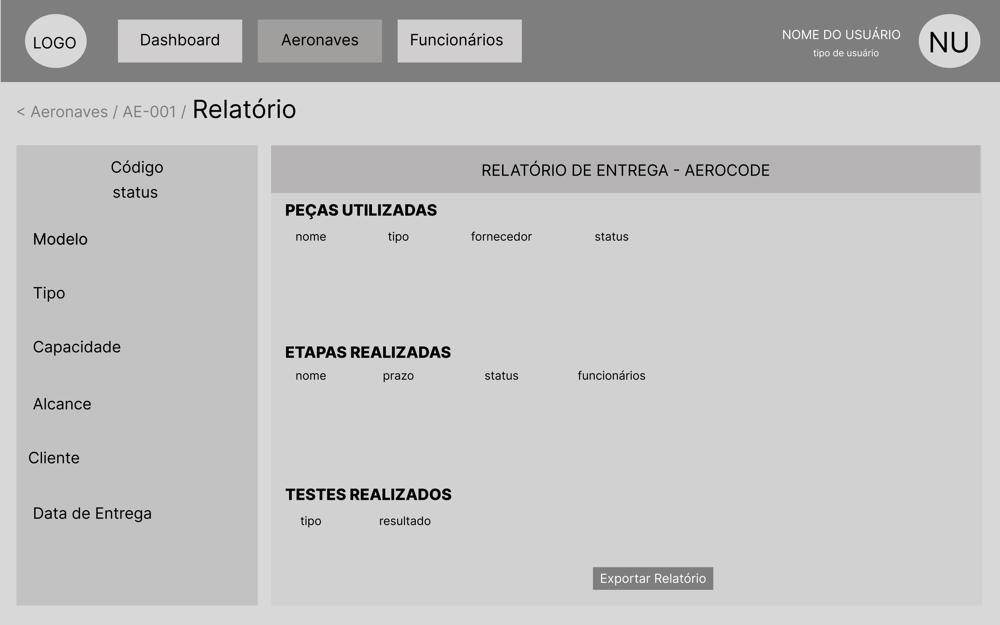 LOGO
Dashboard
Aeronaves
Funcionários
NOME DO USUÁRIO
tipo de usuário
NU
< Aeronaves / AE-001 / Relatório
Código
status
Modelo
Tipo
Capacidade
Alcance
Cliente
Data de Entrega
RELATÓRIO DE ENTREGA - AEROCODE
PEÇAS UTILIZADAS
nome tipo fornecedor status
ETAPAS REALIZADAS
nome prazo status funcionários
TESTES REALIZADOS
tipo resultado
Exportar Relatório